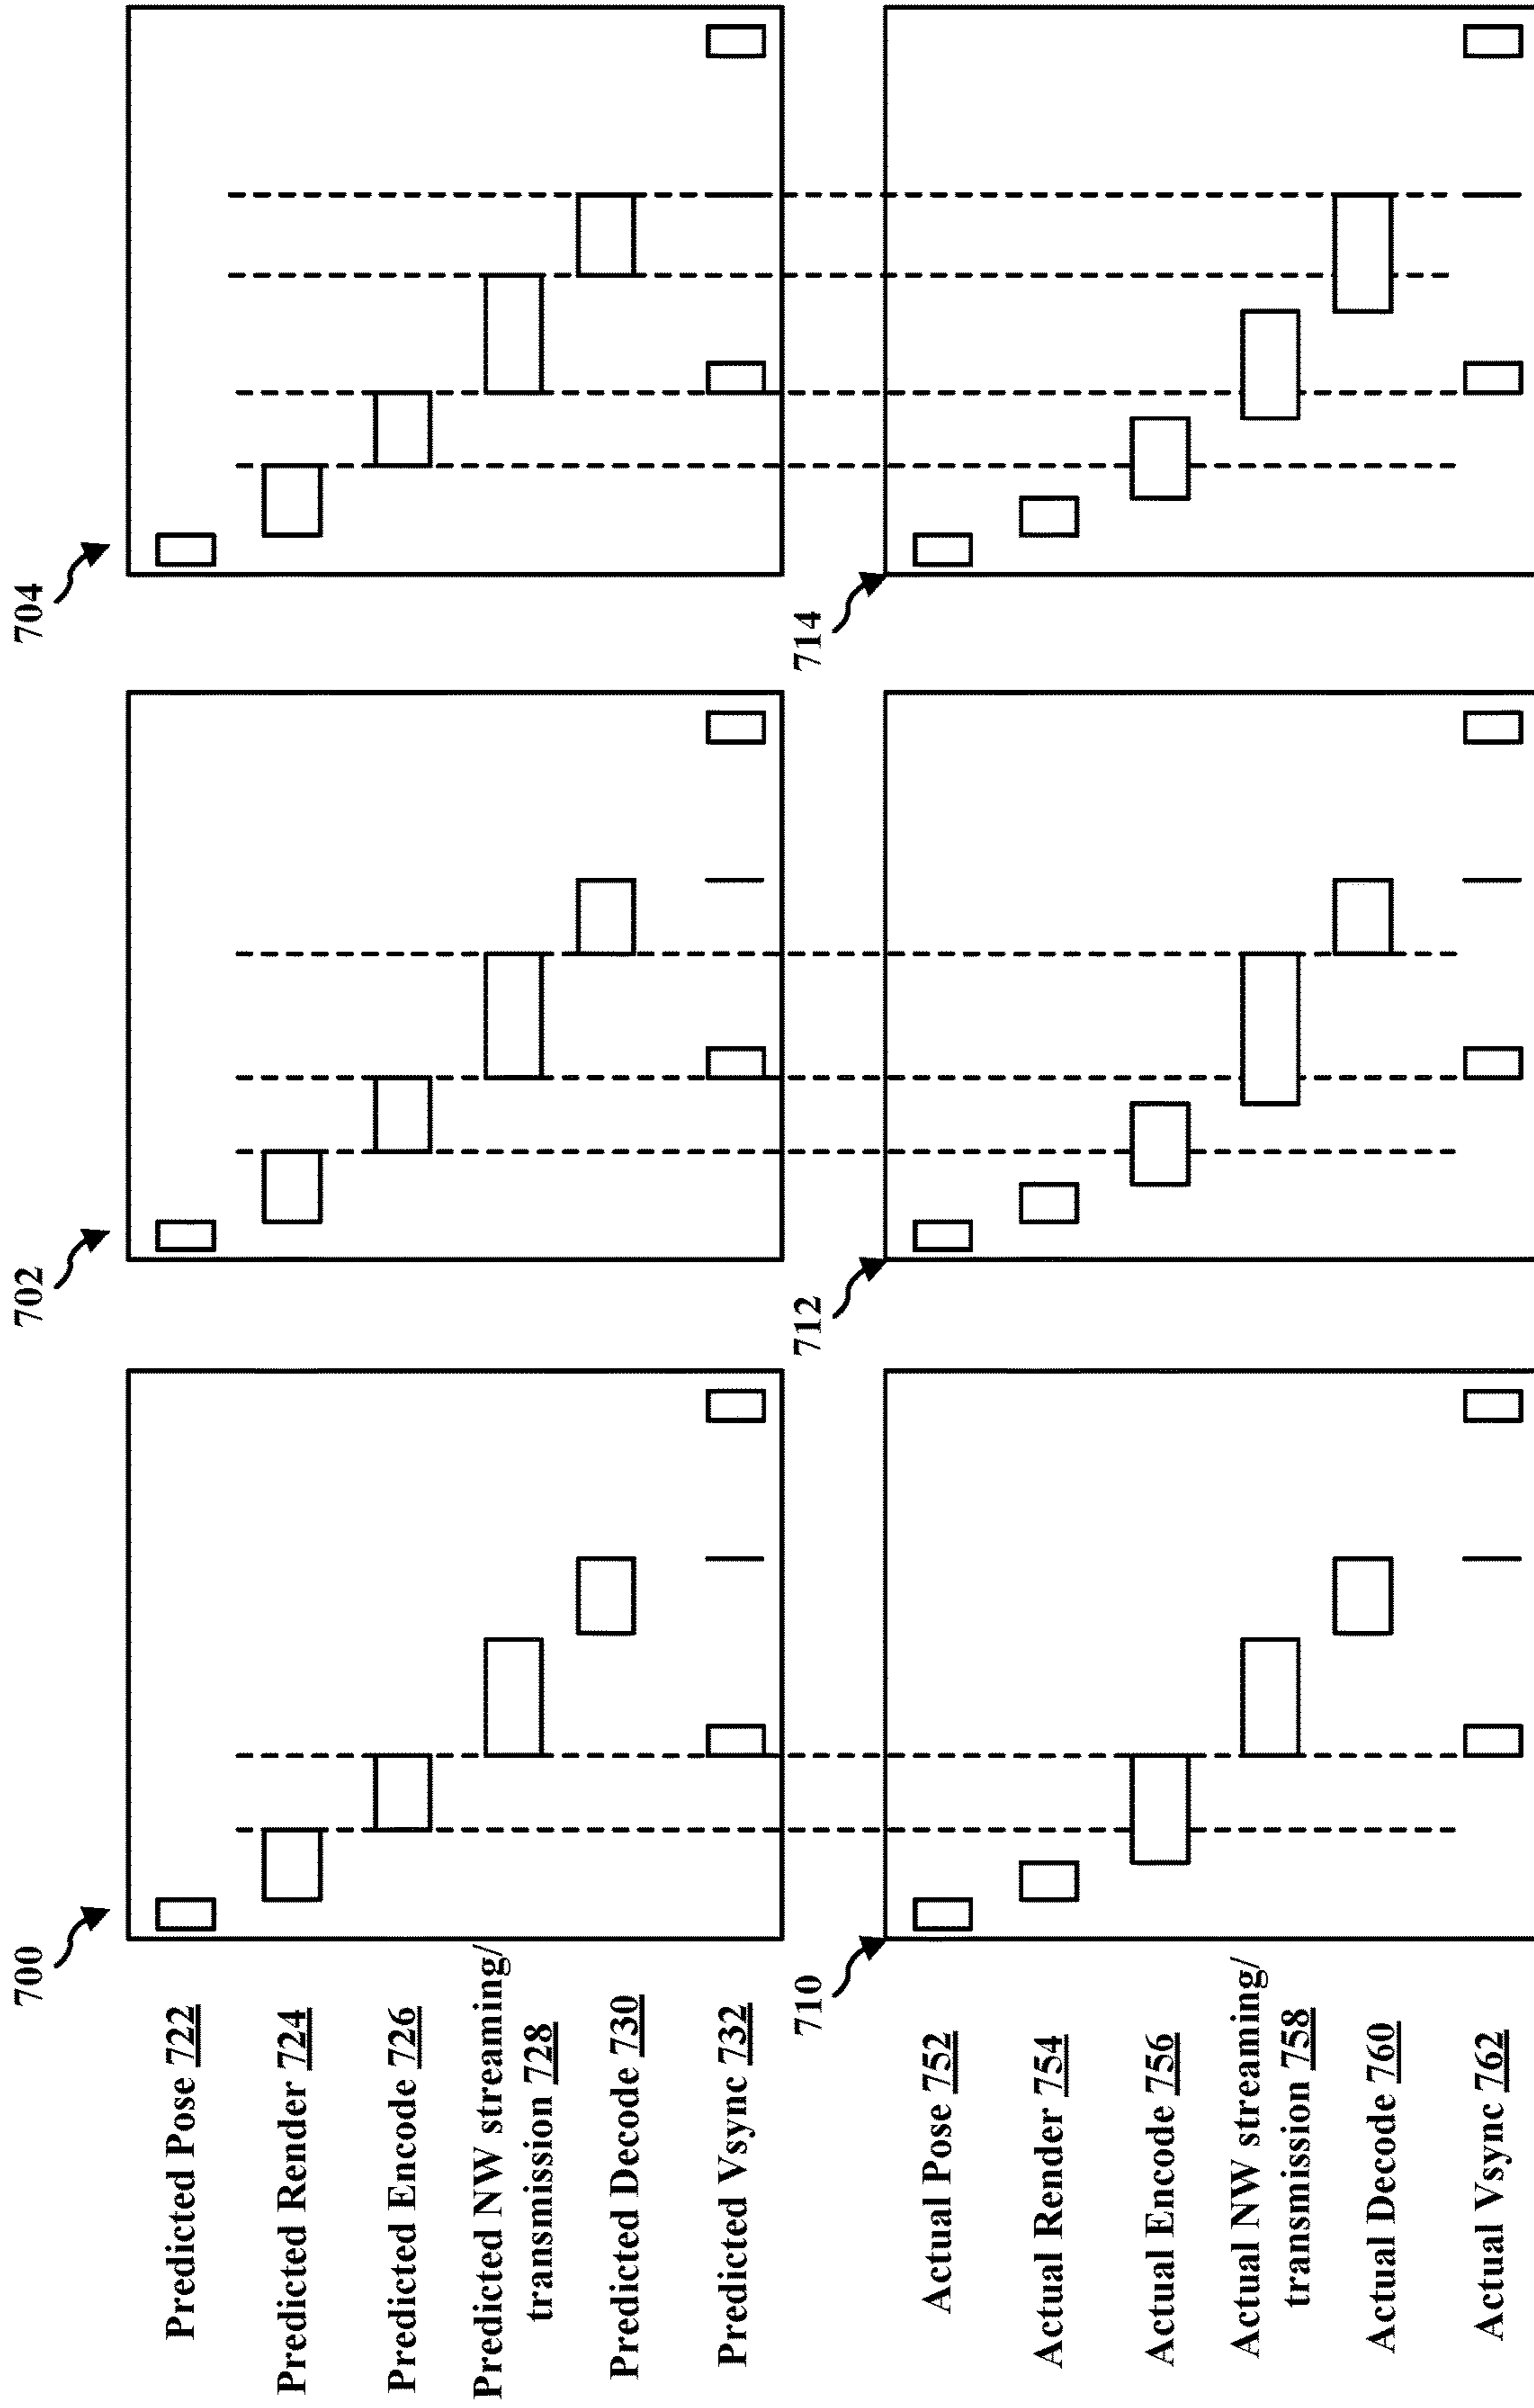 700
702
704
Predicted Pose 722
Predicted Render 724
Predicted Encode 726
Predicted NW streaming/
transmission 728
Predicted Decode 730
Predicted Vsync 732
710
712
714
Actual Pose 752
Actual Render 754
Actual Encode 756
Actual NW streaming/
transmission 758
Actual Decode 760
Actual Vsync 762